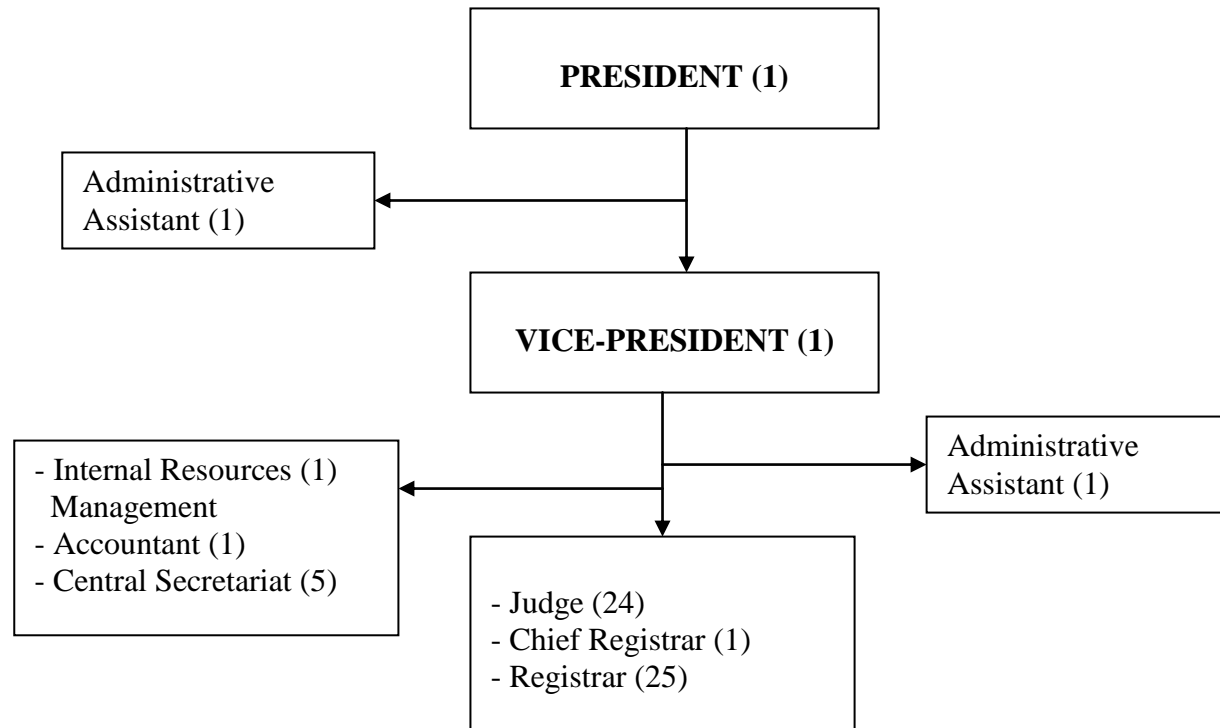 PRESIDENT (1)
Administrative
Assistant (1)
VICE-PRESIDENT (1)
Administrative
Assistant (1)
- Internal Resources (1)
Management
- Accountant (1)
- Central Secretariat (5)
- Judge (24)
- Chief Registrar (1)
- Registrar (25)